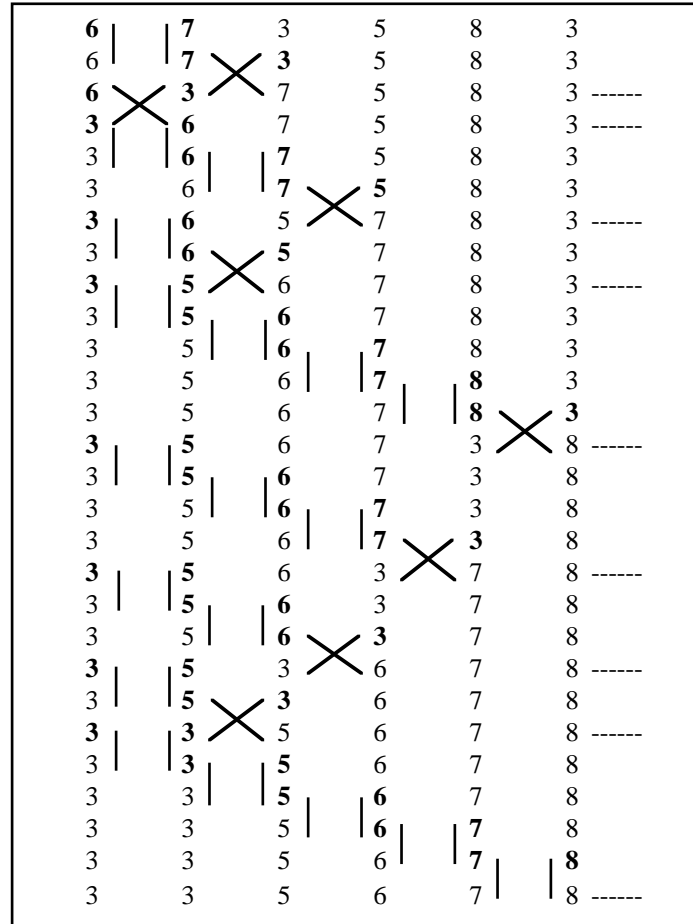 6 7 3 5 8 3
6 7 3 5 8 3
6 3 7 5 8 3 ------
3 6 7 5 8 3 ------
3 6 7 5 8 3
3 6 7 5 8 3
3 6 5 7 8 3 ------
3 6 5 7 8 3
3 5 6 7 8 3 ------
3 5 6 7 8 3
3 5 6 7 8 3
3 5 6 7 8 3
3 5 6 7 8 3
3 5 6 7 3 8 ------
3 5 6 7 3 8
3 5 6 7 3 8
3 5 6 7 3 8
3 5 6 3 7 8 ------
3 5 6 3 7 8
3 5 6 3 7 8
3 5 3 6 7 8 ------
3 5 3 6 7 8
3 3 5 6 7 8 ------
3 3 5 6 7 8
3 3 5 6 7 8
3 3 5 6 7 8
3 3 5 6 7 8
3 3 5 6 7 8 ------